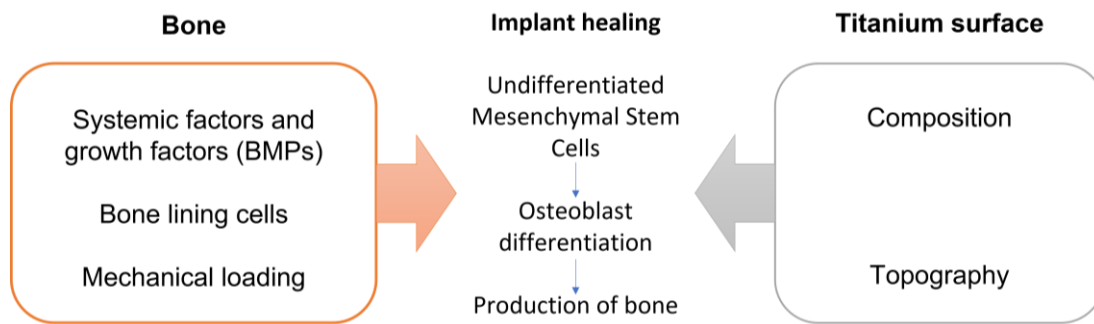 Bone
Systemic factors and
growth factors (BMPs)
Bone lining cells
Mechanical loading
Implant healing
Undifferentiated
Mesenchymal Stem
Cells
Osteoblast
differentiation
Production of bone
Titanium surface
Composition
Topography